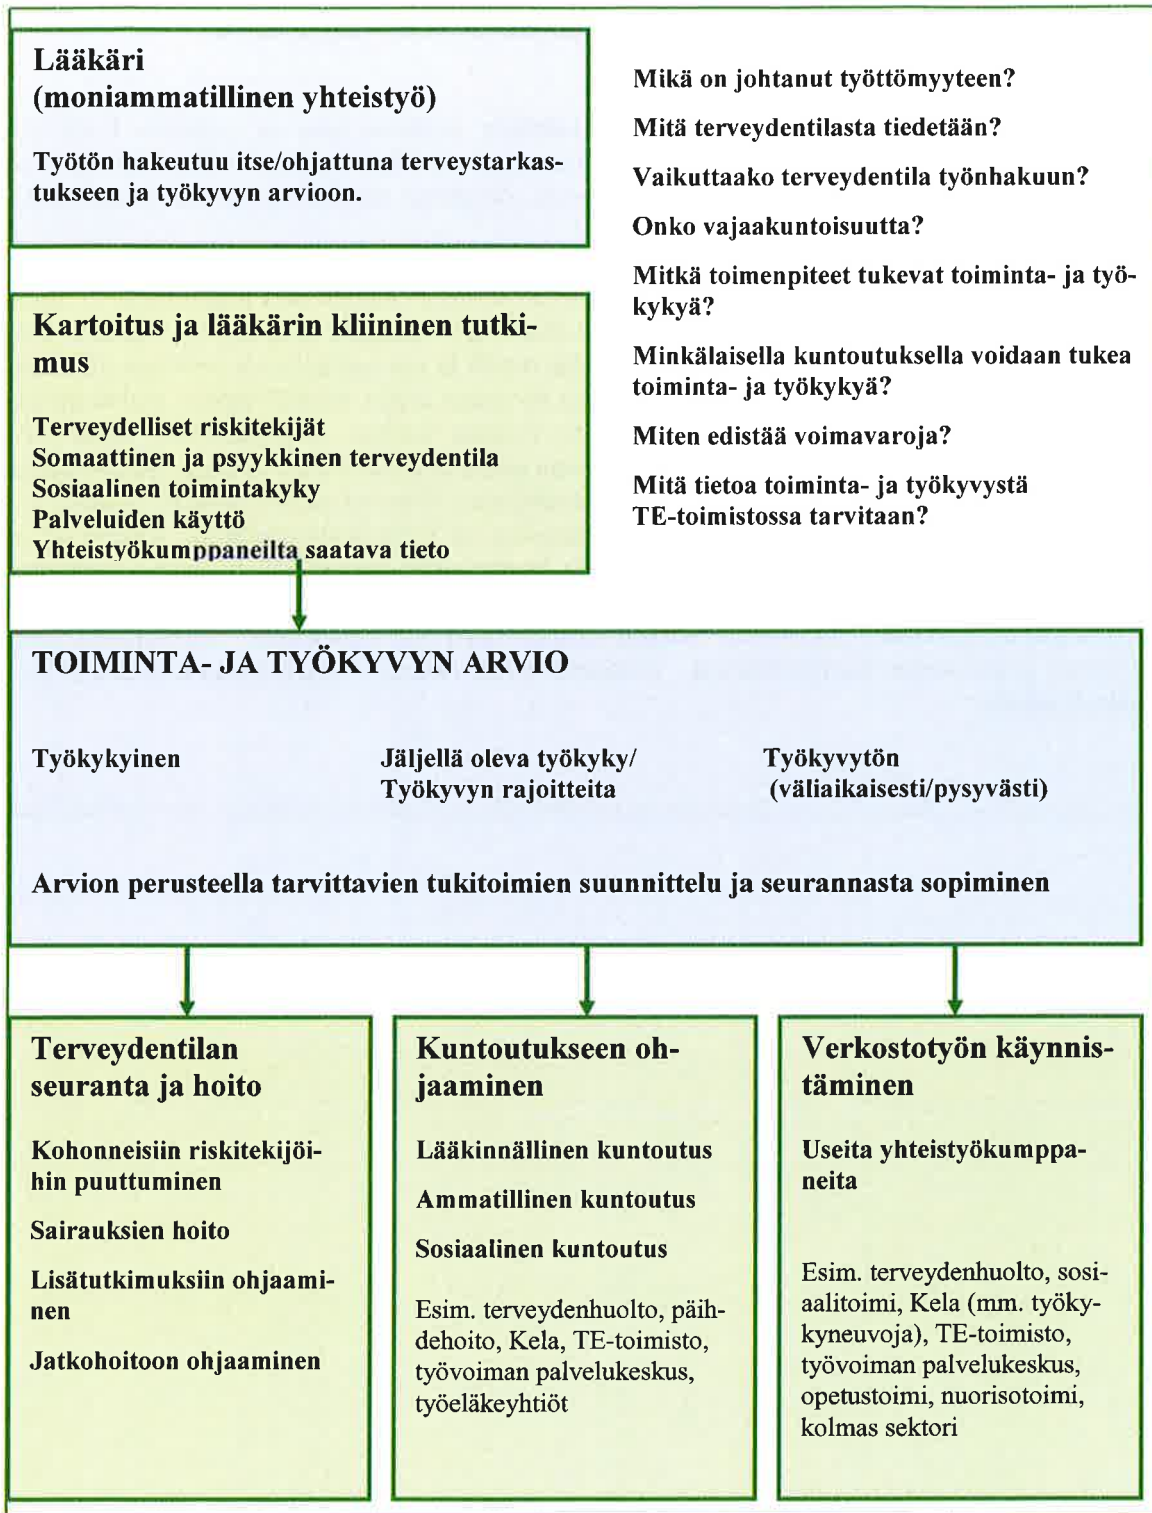 Lääkäri
(moniammatillinen yhteistyö)
Työtön hakeutuu itse/ohjattuna terveystarkas-
tukseen ja työkyvyn arvioon.
Mikä on johtanut työttömyyteen?
Mitä terveydentilasta tiedetään?
Vaikuttaako terveydentila työnhakuun?
Onko vajaakuntoisuutta?
Mitkä toimenpiteet tukevat toiminta- ja työ-
kykyä?
Minkälaisella kuntoutuksella voidaan tukea
toiminta- ja työkykyä?
Miten edistää voimavaroja?
Mitä tietoa toiminta- ja työkyvystä
TE-toimistossa tarvitaan?
Kartoitus ja lääkärin kliininen tutki-
mus
Terveydelliset riskitekijät
Somaattinen ja psyykkinen terveydentila
Sosiaalinen toimintakyky
Palveluiden käyttö
Yhteistyökumppaneilta saatava tieto
TOIMINTA- JA TYÖKYVYN ARVIO
Työkykyinen
Jäljellä oleva työkyky/
Työkyvyn rajoitteita
Työkyvytön
(väliaikaisesti/pysyvästi)
Arvion perusteella tarvittavien tukitoimien suunnittelu ja seurannasta sopiminen
Terveydentilan
seuranta ja hoito
Kohonneisiin riskitekijöi-
hin puuttuminen
Sairauksien hoito
Lisätutkimuksiin ohjaami-
nen
Jatkohoitoon ohjaaminen
Kuntoutukseen oh-
jaaminen
Lääkinnällinen kuntoutus
Ammatillinen kuntoutus
Sosiaalinen kuntoutus
Esim. terveydenhuolto, päih-
dehoito, Kela, TE-toimisto,
työvoiman palvelukeskus,
työeläkeyhtiöt
Verkostotyön käynnis-
täminen
Useita yhteistyökumppa-
neita
Esim. terveydenhuolto, sosi-
aalitoimi, Kela (mm. työky-
kyneuvoja), TE-toimisto,
työvoiman palvelukeskus,
opetustoimi, nuorisotoimi,
kolmas sektori